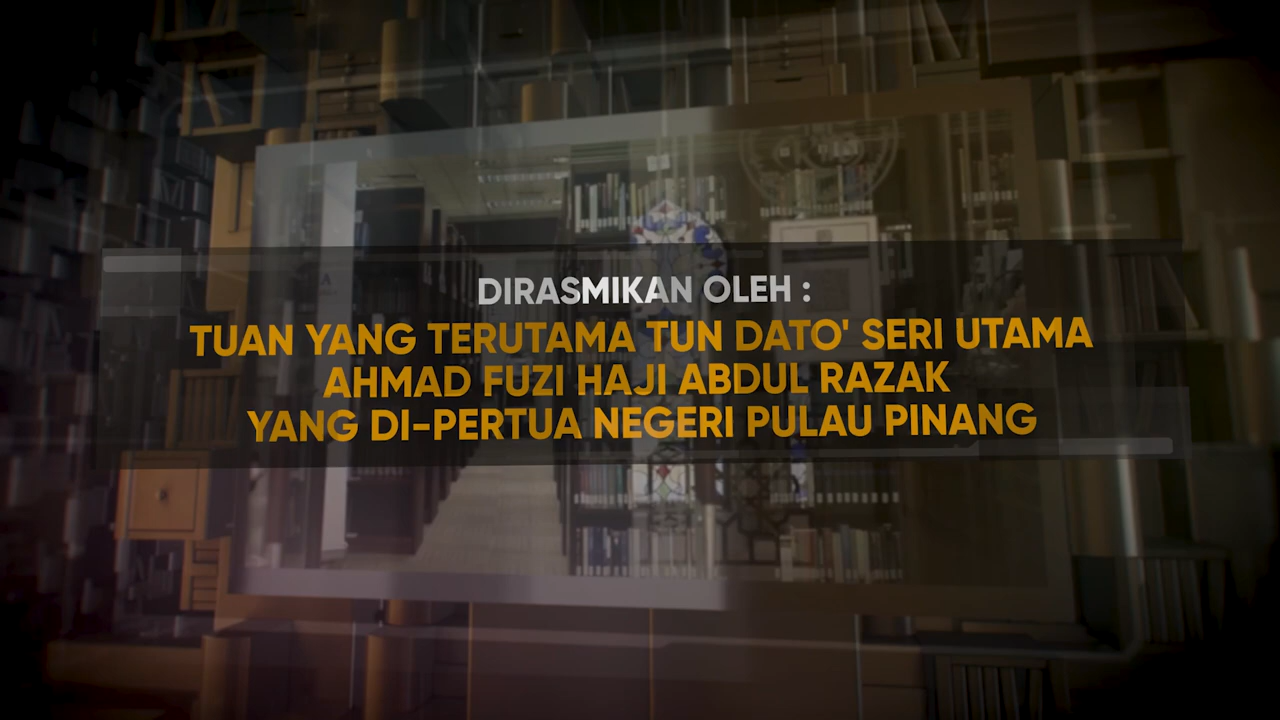 DIRASMIKAN OLEH :
TUAN YANG TERUTAMA TUN DATO' SERI UTAMA
AHMAD FUZI HAJI ABDUL RAZAK
YANG DI-PERTUA NEGERI PULAU PINANG